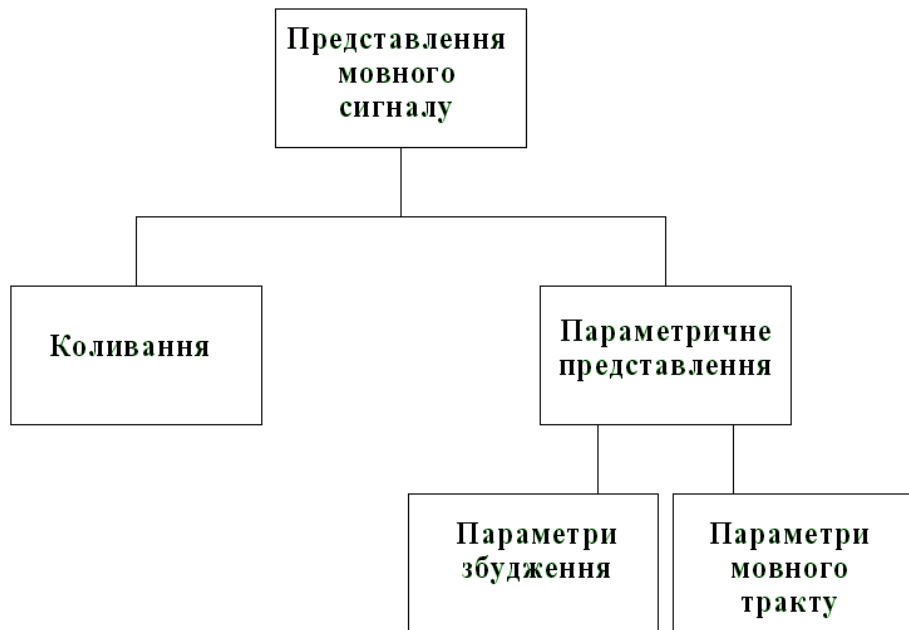 Представлення
мовного
сигналу
Коливання
Параметричне
представлення
Параметри
збудження
Параметри
мовного
тракту